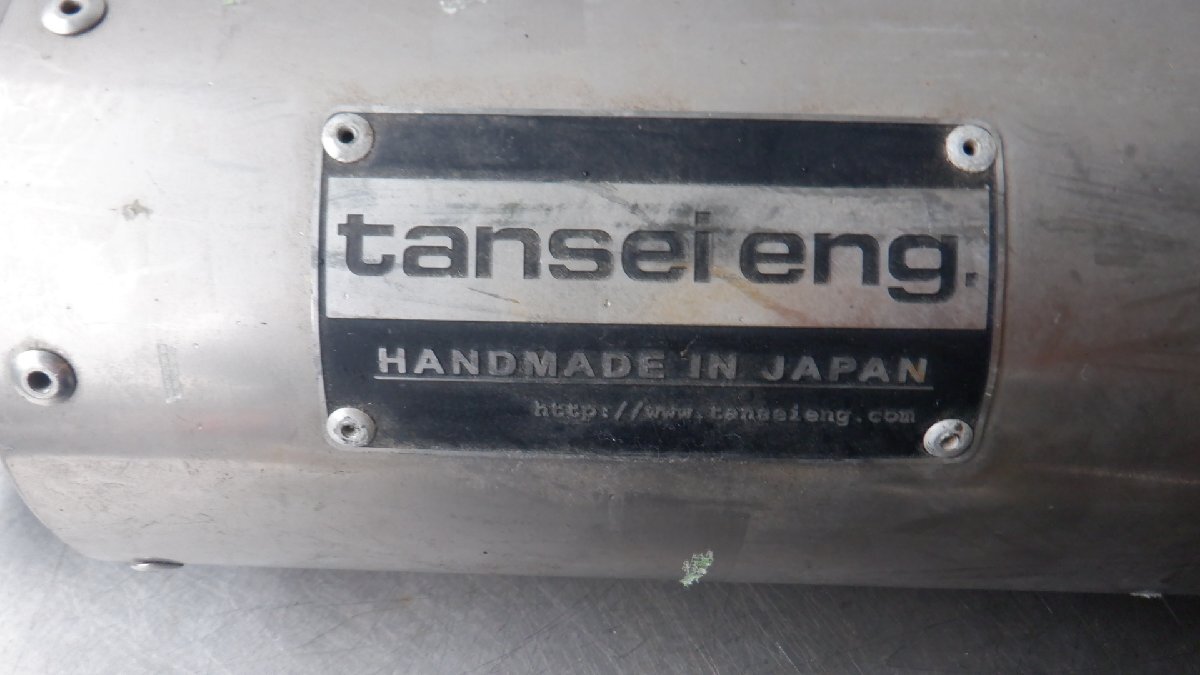 tansei eng.
HANDMADE IN JAPAN
http://www.tanseieng.com